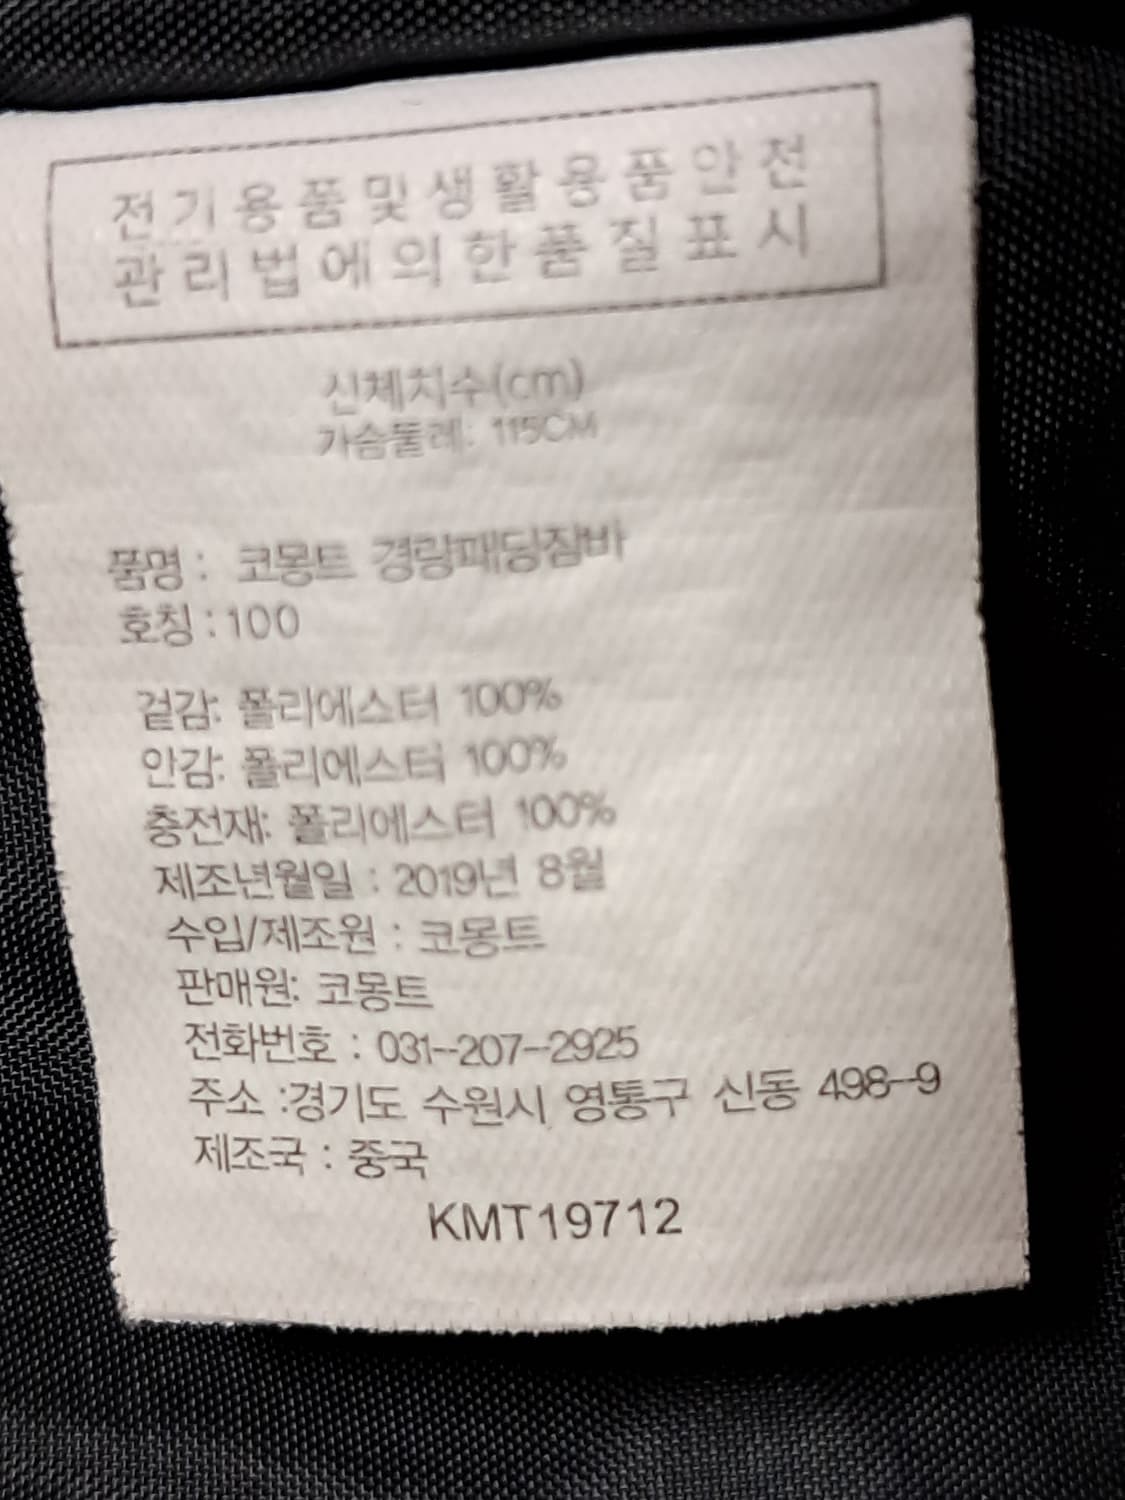 전기용품및생활용품안전
관리법에의한품질표시
신체치수(cm)
가슴둘레: 115CM
품명 : 코몽트 경량패딩잠바
호칭 : 100
겉감: 폴리에스터 100%
안감: 폴리에스터 100%
충전재: 폴리에스터 100%
제조년월일 : 2019년 8월
수입/제조원 : 코몽트
판매원: 코몽트
전화번호 : 031-207-2925
주소 :경기도 수원시 영통구 신동 498-9
제조국 : 중국
KMT19712